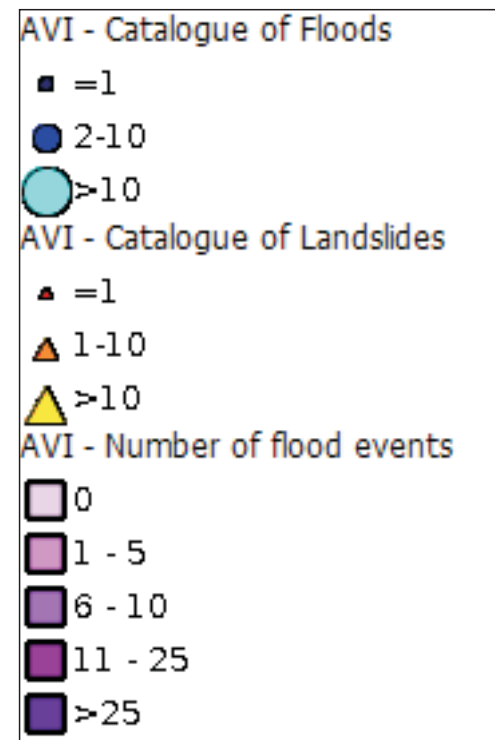 AVI - Catalogue of Floods
=1
2-10
>10
AVI - Catalogue of Landslides
=1
1-10
>10
AVI - Number of flood events
0
1 - 5
6 - 10
11 - 25
>25